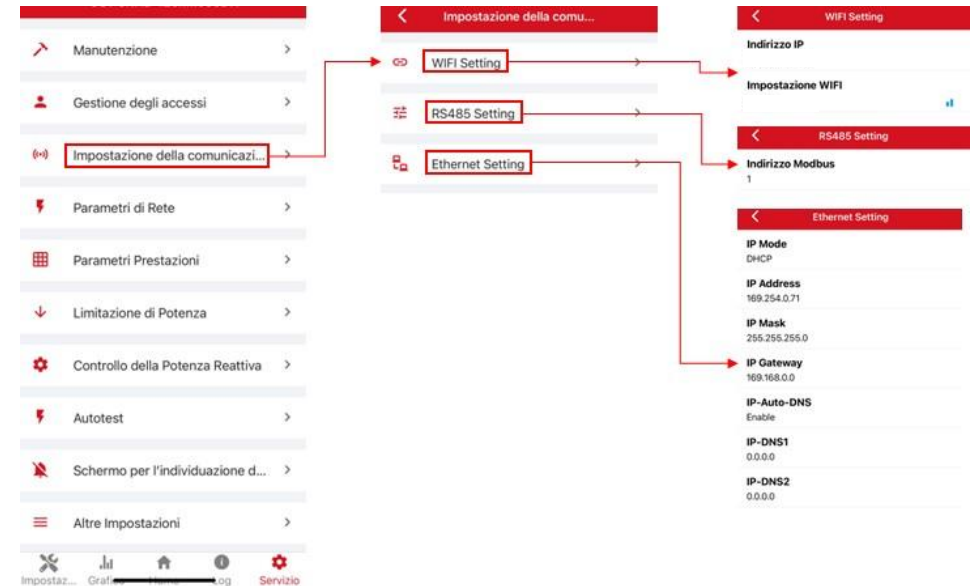 Manutenzione
Gestione degli accessi
Impostazione della comunicazi...
Parametri di Rete
Parametri Prestazioni
Limitazione di Potenza
Controllo della Potenza Reattiva
Autotest
Schermo per l'individuazione d...
Altre Impostazioni
Impostaz...
Log
Servizio
Impostazione della comu...
WIFI Setting
RS485 Setting
Ethernet Setting
WIFI Setting
Indirizzo IP
Impostazione WIFI
RS485 Setting
Indirizzo Modbus
1
Ethernet Setting
IP Mode
DHCP
IP Address
169.254.0.71
IP Mask
255.255.255.0
IP Gateway
169.168.0.0
IP-Auto-DNS
Enable
IP-DNS1
0.0.0.0
IP-DNS2
0.0.0.0